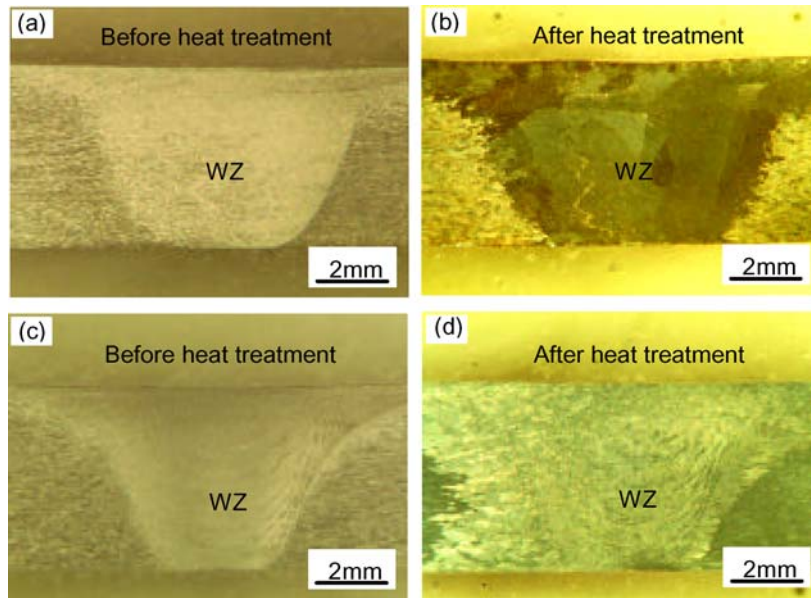 (a)
Before heat treatment
WZ
2mm
(b)
After heat treatment
WZ
2mm
(c)
Before heat treatment
WZ
2mm
(d)
After heat treatment
WZ
2mm